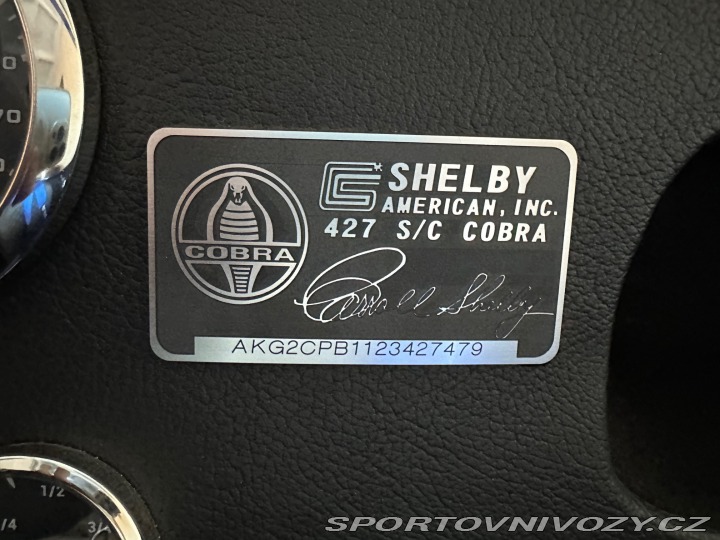 SHELBY
AMERICAN, INC.
427 S/C COBRA
COBRA
Carroll Shelby
AKG2CPB1123427479
1/2
SPORTOVNIVOZY.CZ